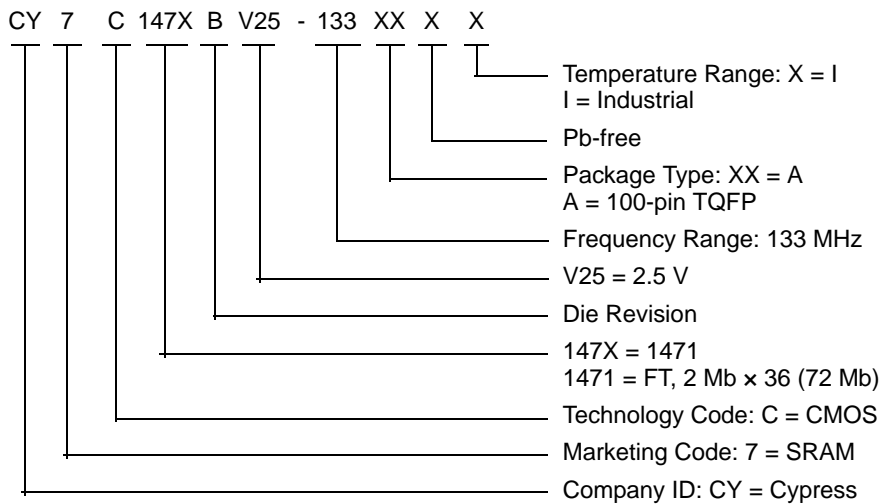 CY 7 C 147X B V25 - 133 XX X X
Temperature Range: X = I
I = Industrial
Pb-free
Package Type: XX = A
A = 100-pin TQFP
Frequency Range: 133 MHz
V25 = 2.5 V
Die Revision
147X = 1471
1471 = FT, 2 Mb × 36 (72 Mb)
Technology Code: C = CMOS
Marketing Code: 7 = SRAM
Company ID: CY = Cypress